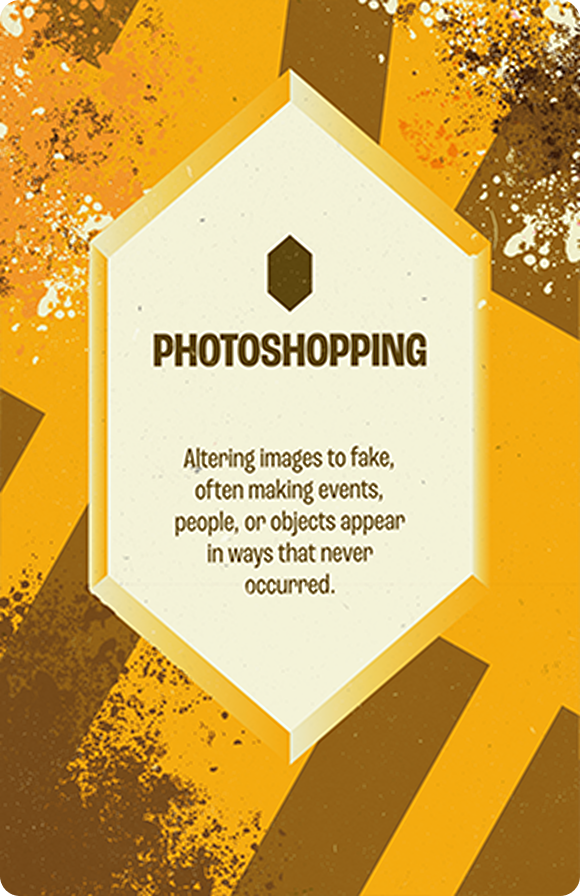 PHOTOSHOPPING
Altering images to fake,
often making events,
people, or objects appear
in ways that never
occurred.